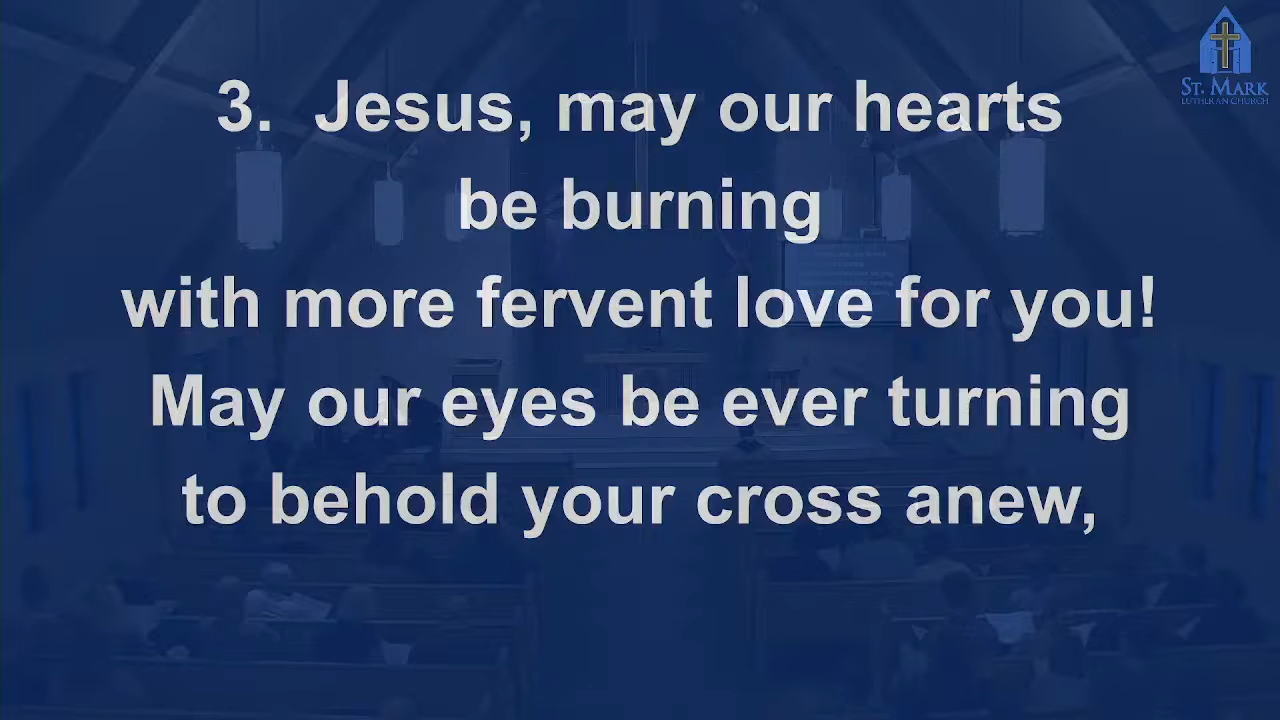 St. Mark
Lutheran Church
3. Jesus, may our hearts
be burning
with more fervent love for you!
May our eyes be ever turning
to behold your cross anew,